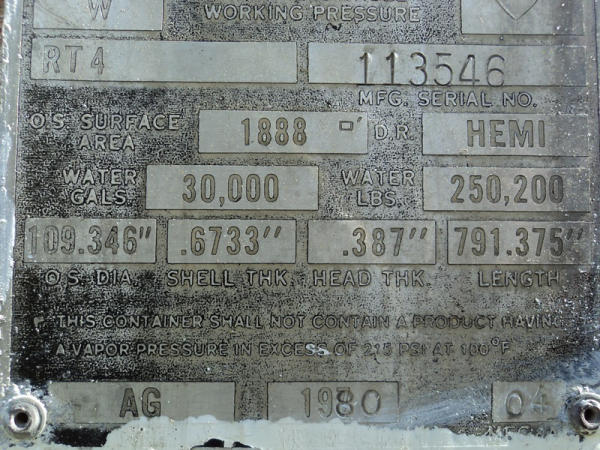 W WORKING PRESSURE
RT4 113546
MFG. SERIAL NO.
O.S. SURFACE AREA 1888 □' D.R. HEMI
WATER GALS. 30,000 WATER LBS. 250,200
109.346" .6733" .387" 791.375"
O.S. DIA. SHELL THK. HEAD THK. LENGTH
THIS CONTAINER SHALL NOT CONTAIN A PRODUCT HAVING
A VAPOR PRESSURE IN EXCESS OF 215 PSI AT 100°F
AG 1980 04